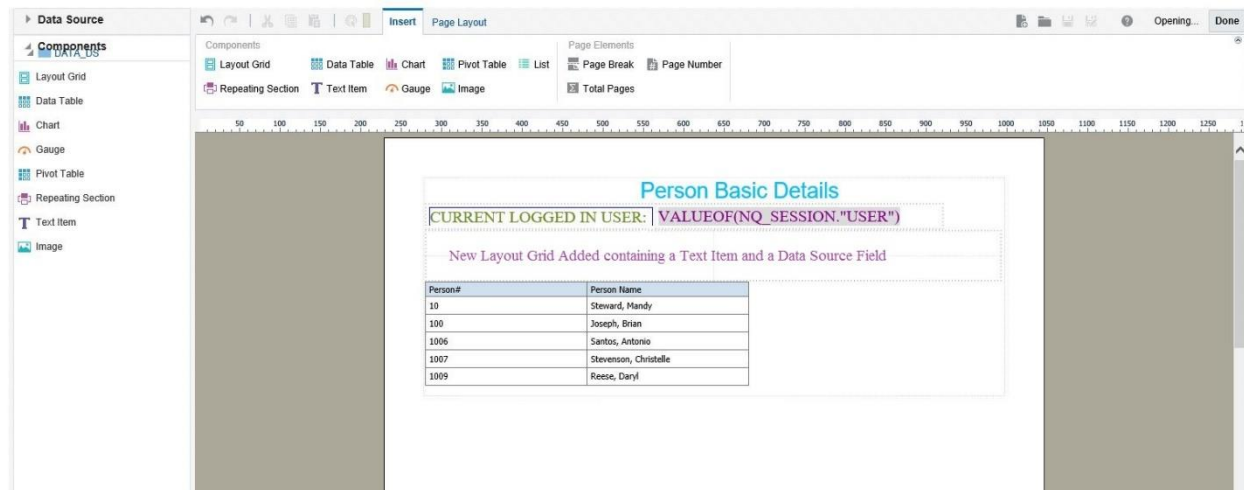 Data Source
Insert Page Layout
Opening... Done
Components
DATA_DS
Layout Grid
Data Table
Chart
Gauge
Pivot Table
Repeating Section
Text Item
Image
Components
Layout Grid Data Table Chart Pivot Table List
Repeating Section Text Item Gauge Image
Page Elements
Page Break Page Number
Total Pages
50 100 150 200 250 300 350 400 450 500 550 600 650 700 750 800 850 900 950 1000 1050 1100 1150 1200 1250
Person Basic Details
CURRENT LOGGED IN USER: VALUEOF(NQ_SESSION."USER")
New Layout Grid Added containing a Text Item and a Data Source Field
Person# Person Name
10 Steward, Mandy
100 Joseph, Brian
1006 Santos, Antonio
1007 Stevenson, Christelle
1009 Reese, Daryl